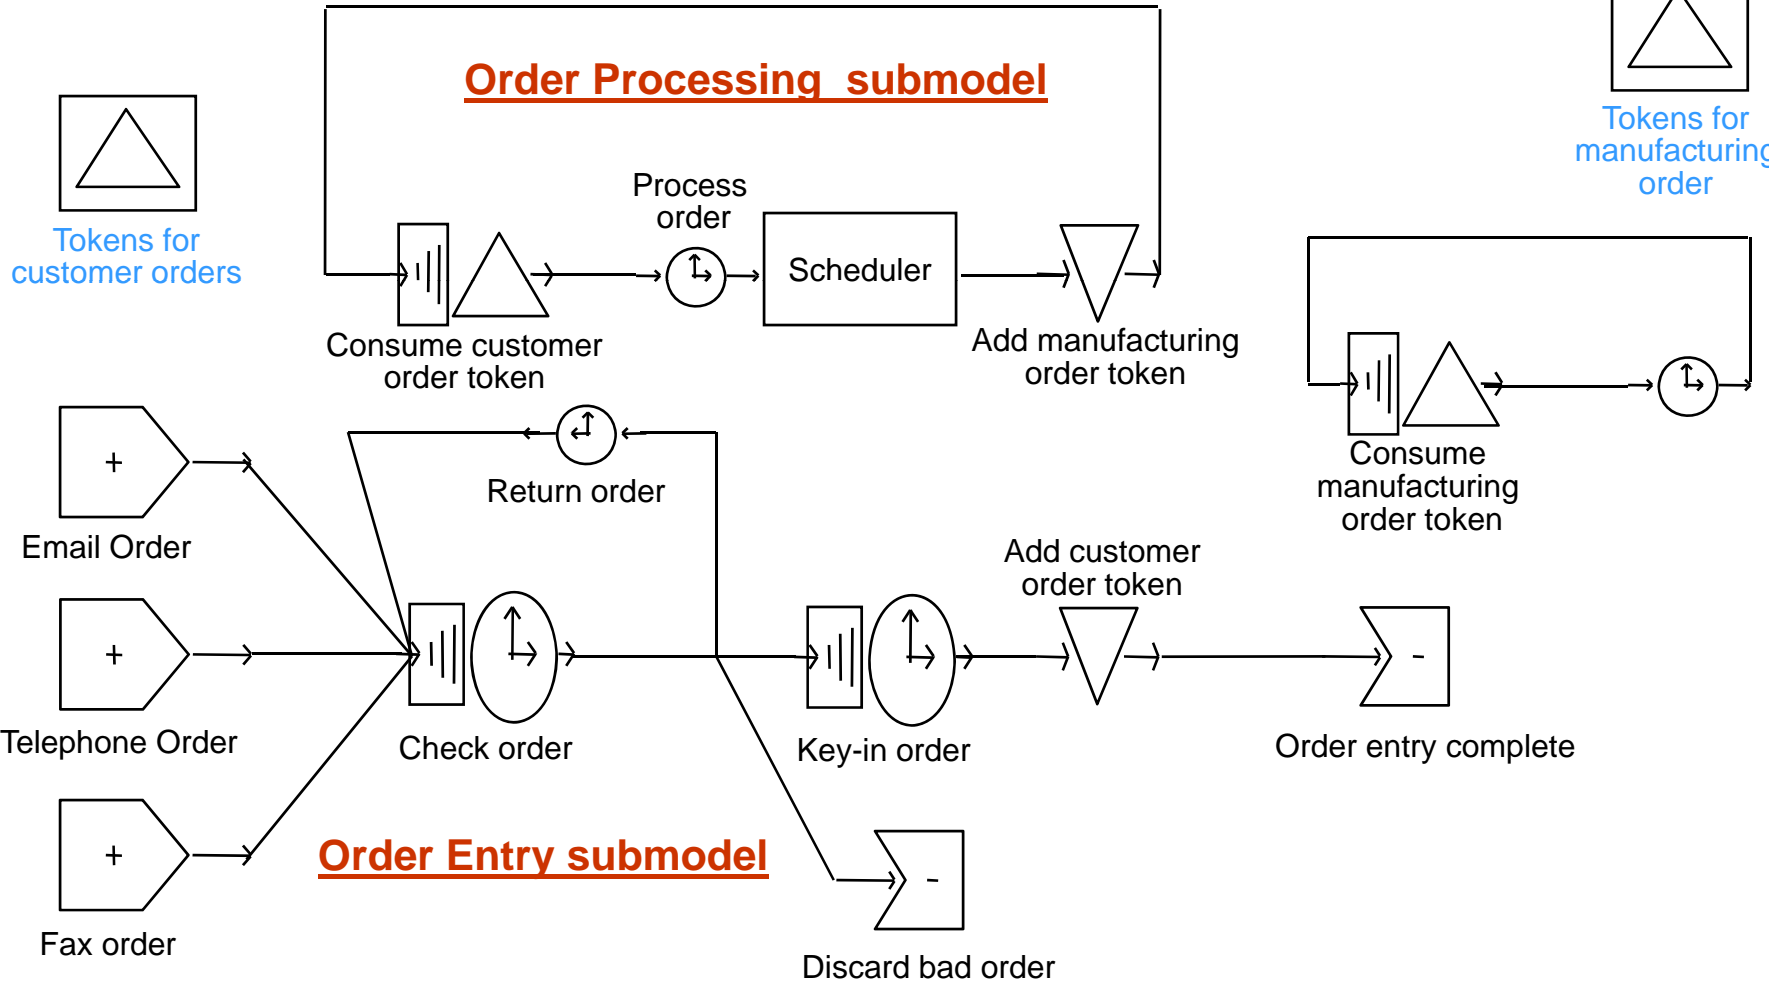 Order Processing  submodel
Tokens for
manufacturing
order
Tokens for
customer orders
Process
order
Scheduler
Consume customer
order token
Add manufacturing
order token
Consume
manufacturing
order token
+
Email Order
Return order
Add customer
order token
+
Telephone Order
Check order
Key-in order
-
Order entry complete
+
Fax order
Order Entry submodel
-
Discard bad order